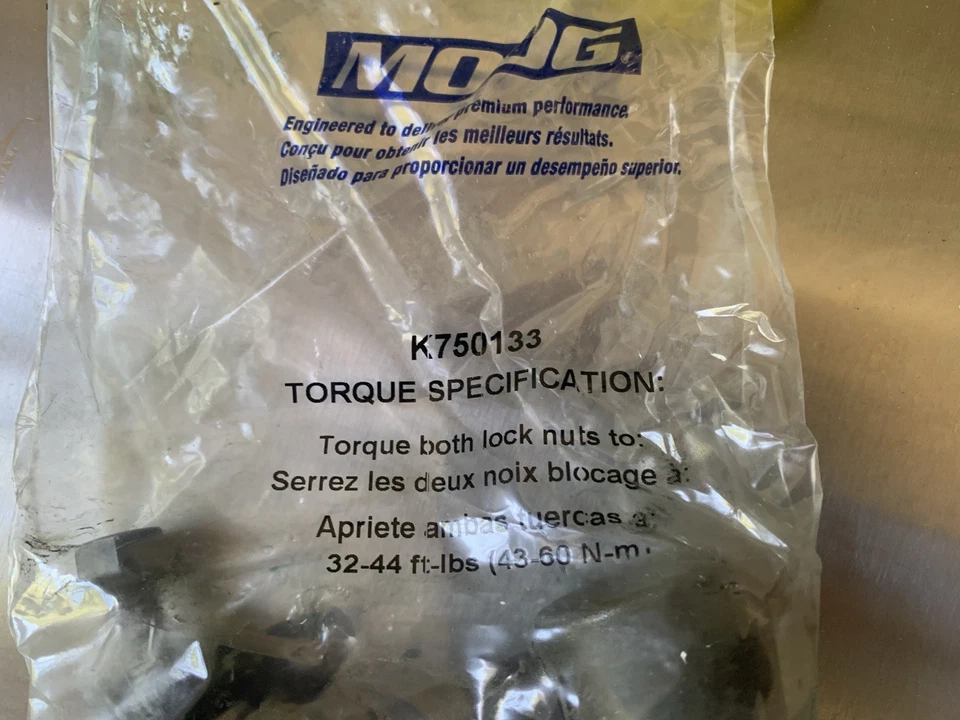 MOOG
Engineered to deliver premium performance.
Conçu pour obtenir les meilleurs résultats.
Diseñado para proporcionar un desempeño superior.
K750133
TORQUE SPECIFICATION:
Torque both lock nuts to:
Serrez les deux noix blocage à:
Apriete ambas tuercas a:
32-44 ft-lbs (43-60 N-m)